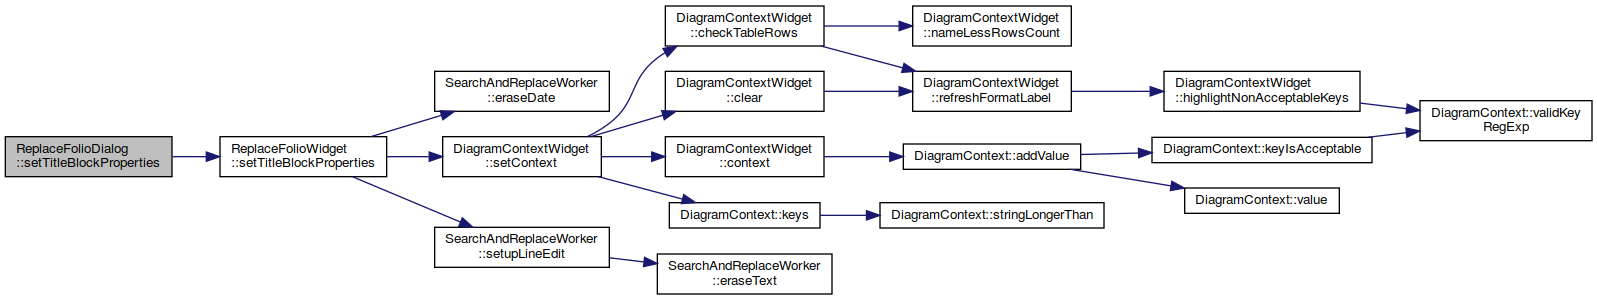 ReplaceFolioDialog
::setTitleBlockProperties
ReplaceFolioWidget
::setTitleBlockProperties
SearchAndReplaceWorker
::eraseDate
DiagramContextWidget
::setContext
SearchAndReplaceWorker
::setupLineEdit
DiagramContextWidget
::checkTableRows
DiagramContextWidget
::clear
DiagramContextWidget
::context
DiagramContext::keys
SearchAndReplaceWorker
::eraseText
DiagramContextWidget
::nameLessRowsCount
DiagramContextWidget
::refreshFormatLabel
DiagramContext::addValue
DiagramContext::stringLongerThan
DiagramContextWidget
::highlightNonAcceptableKeys
DiagramContext::keyIsAcceptable
DiagramContext::value
DiagramContext::validKey
RegExp